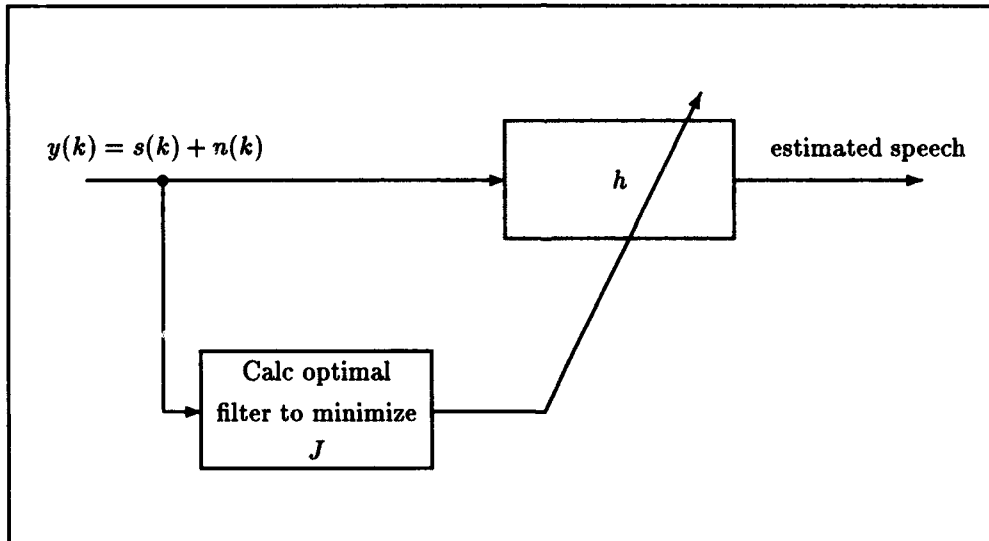 y(k) = s(k) + n(k)
h
estimated speech
Calc optimal
filter to minimize
J